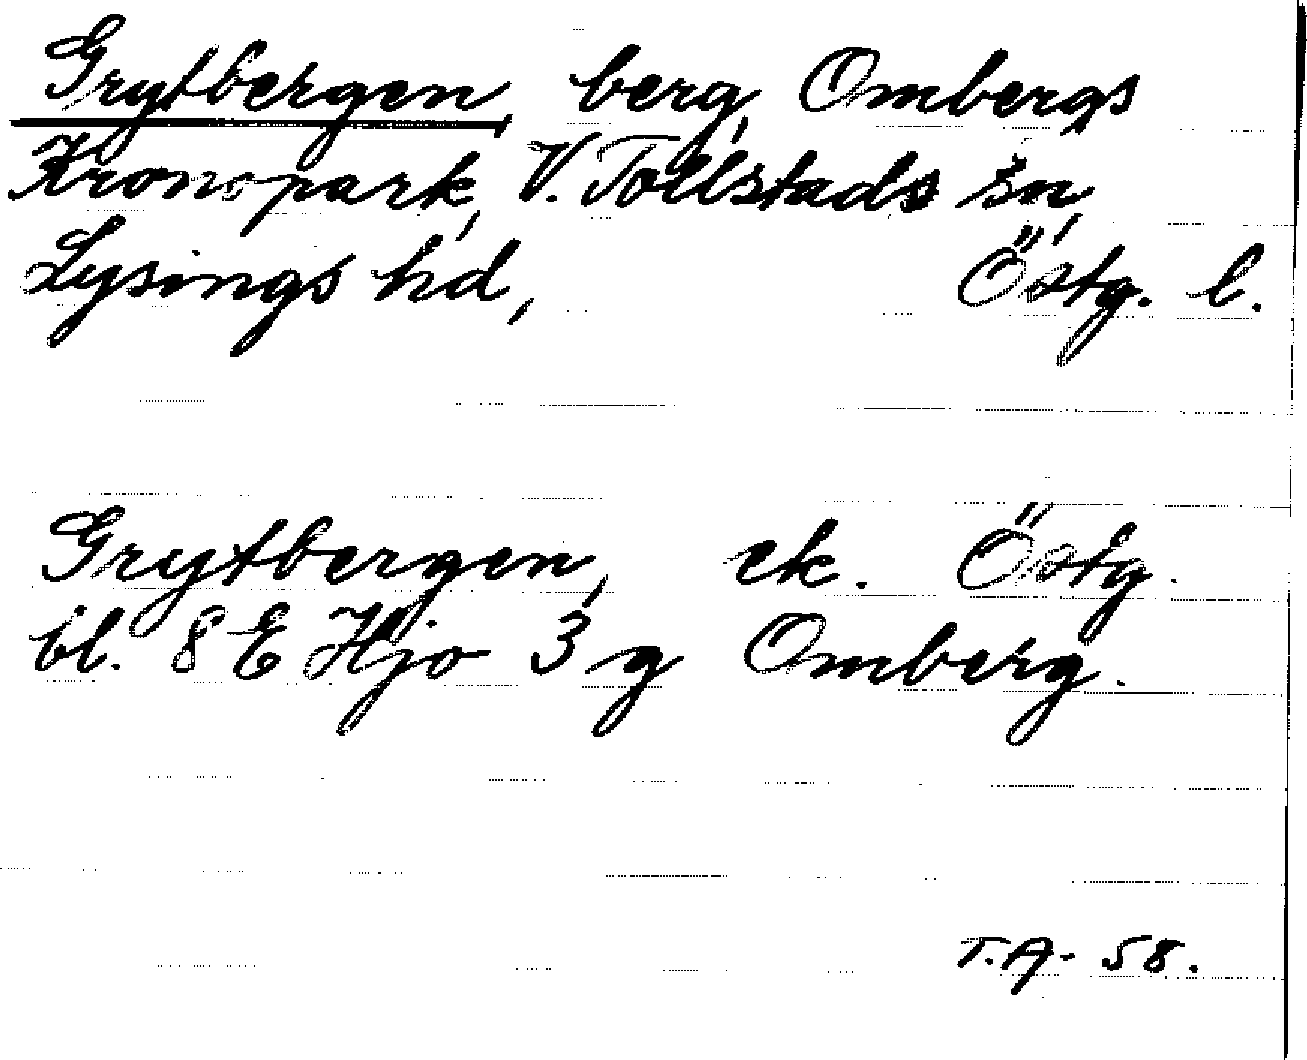 Grytbergen berg, Ombergs
Kronopark, V. Tollstads sn,
Lysings hd, Östg. l.
Grytbergen, ek. Östg.
bl. 8 E Hjo 3 g Omberg.
T.A. 58.